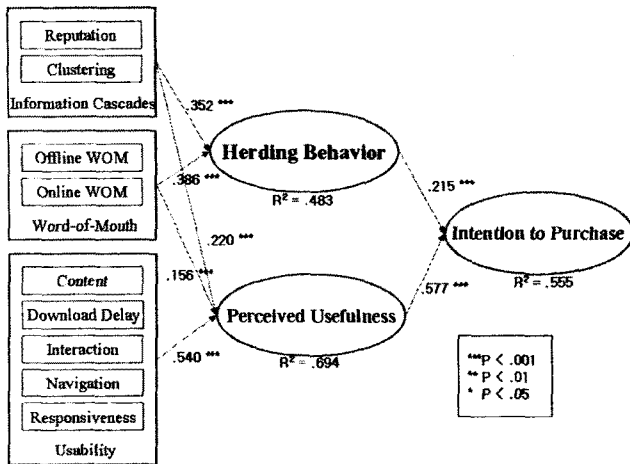 Reputation
Clustering
Information Cascades
Offline WOM
Online WOM
Word-of-Mouth
Content
Download Delay
Interaction
Navigation
Responsiveness
Usability
.352 ***
.386 ***
.220 ***
.156 ***
.540 ***
Herding Behavior
R² = .483
Perceived Usefulness
R² = .694
.215 ***
.577 ***
Intention to Purchase
R² = .555
***P < .001
** P < .01
* P < .05